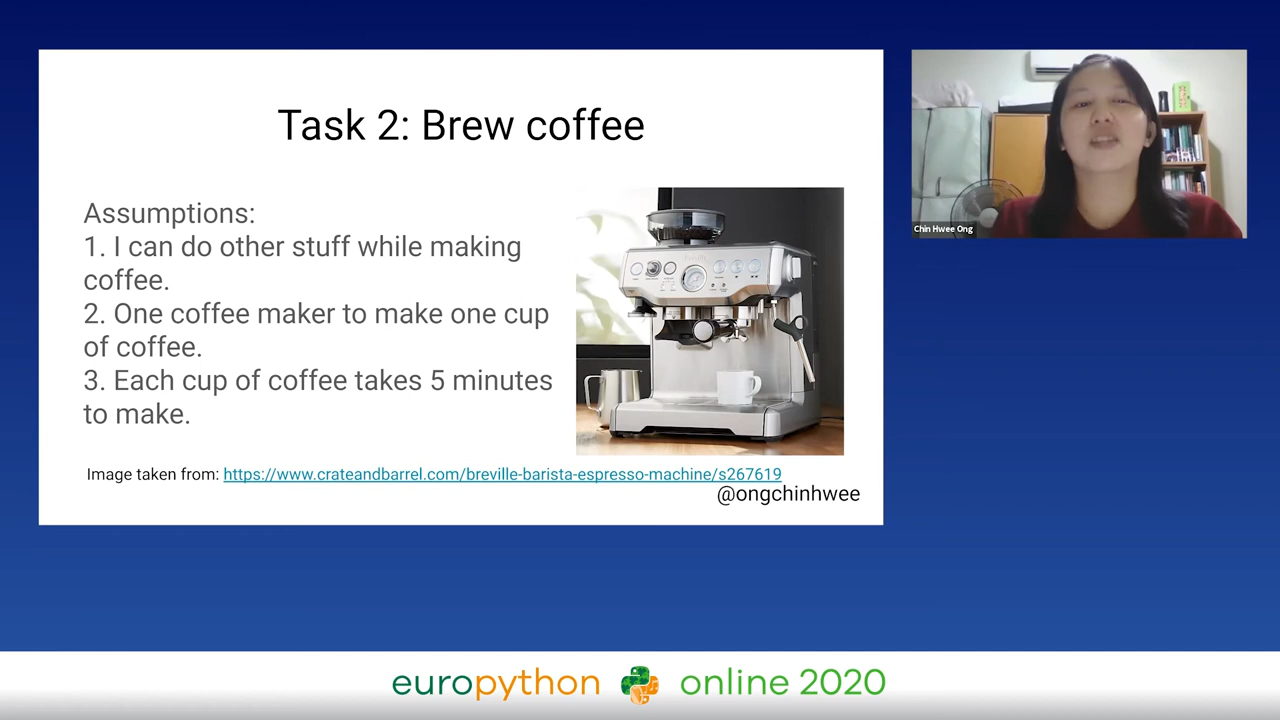 Task 2: Brew coffee
Assumptions:
1. I can do other stuff while making
coffee.
2. One coffee maker to make one cup
of coffee.
3. Each cup of coffee takes 5 minutes
to make.
Image taken from: https://www.crateandbarrel.com/breville-barista-espresso-machine/s267619
@ongchinhwee
Chin Hwee Ong
europython online 2020